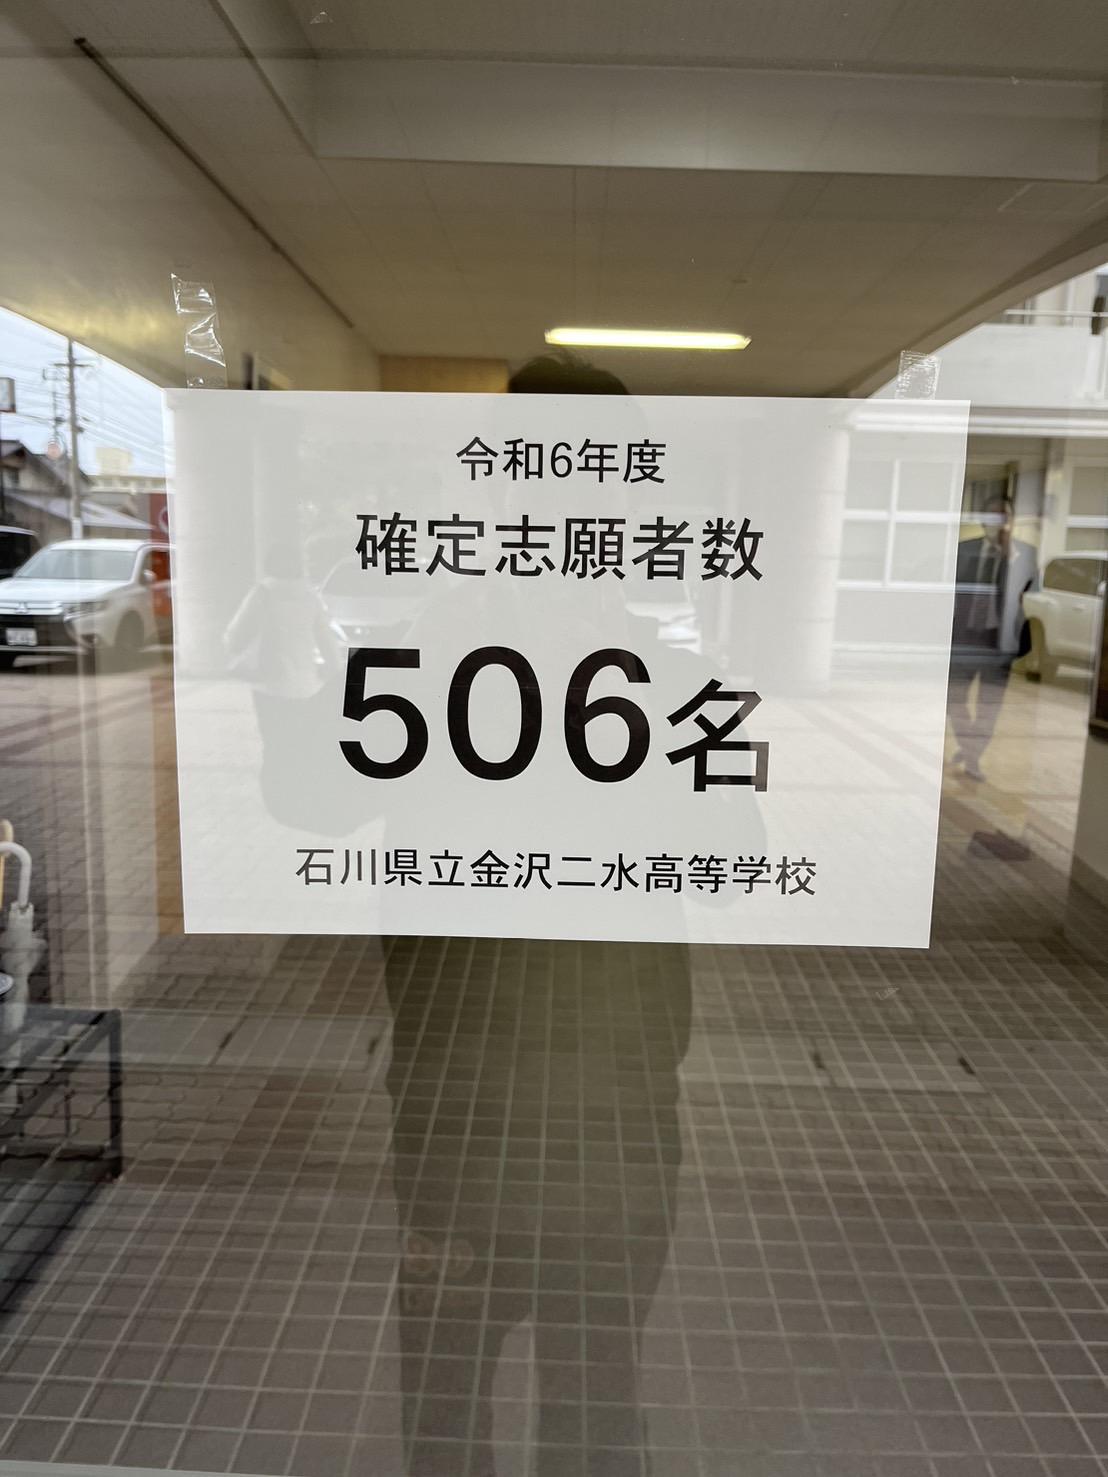 令和6年度
確定志願者数
506名
石川県立金沢二水高等学校